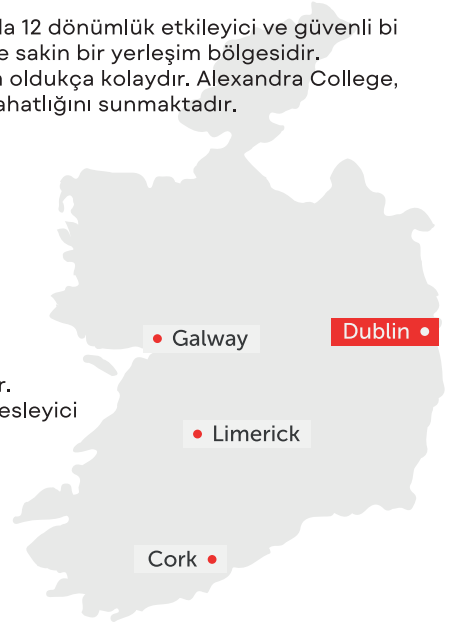 da 12 dönümlük etkileyici ve güvenli bi
e sakin bir yerleşim bölgesidir.
oldukça kolaydır. Alexandra College,
ahatlığını sunmaktadır.
Galway
Dublin
r.
esleyici
Limerick
Cork